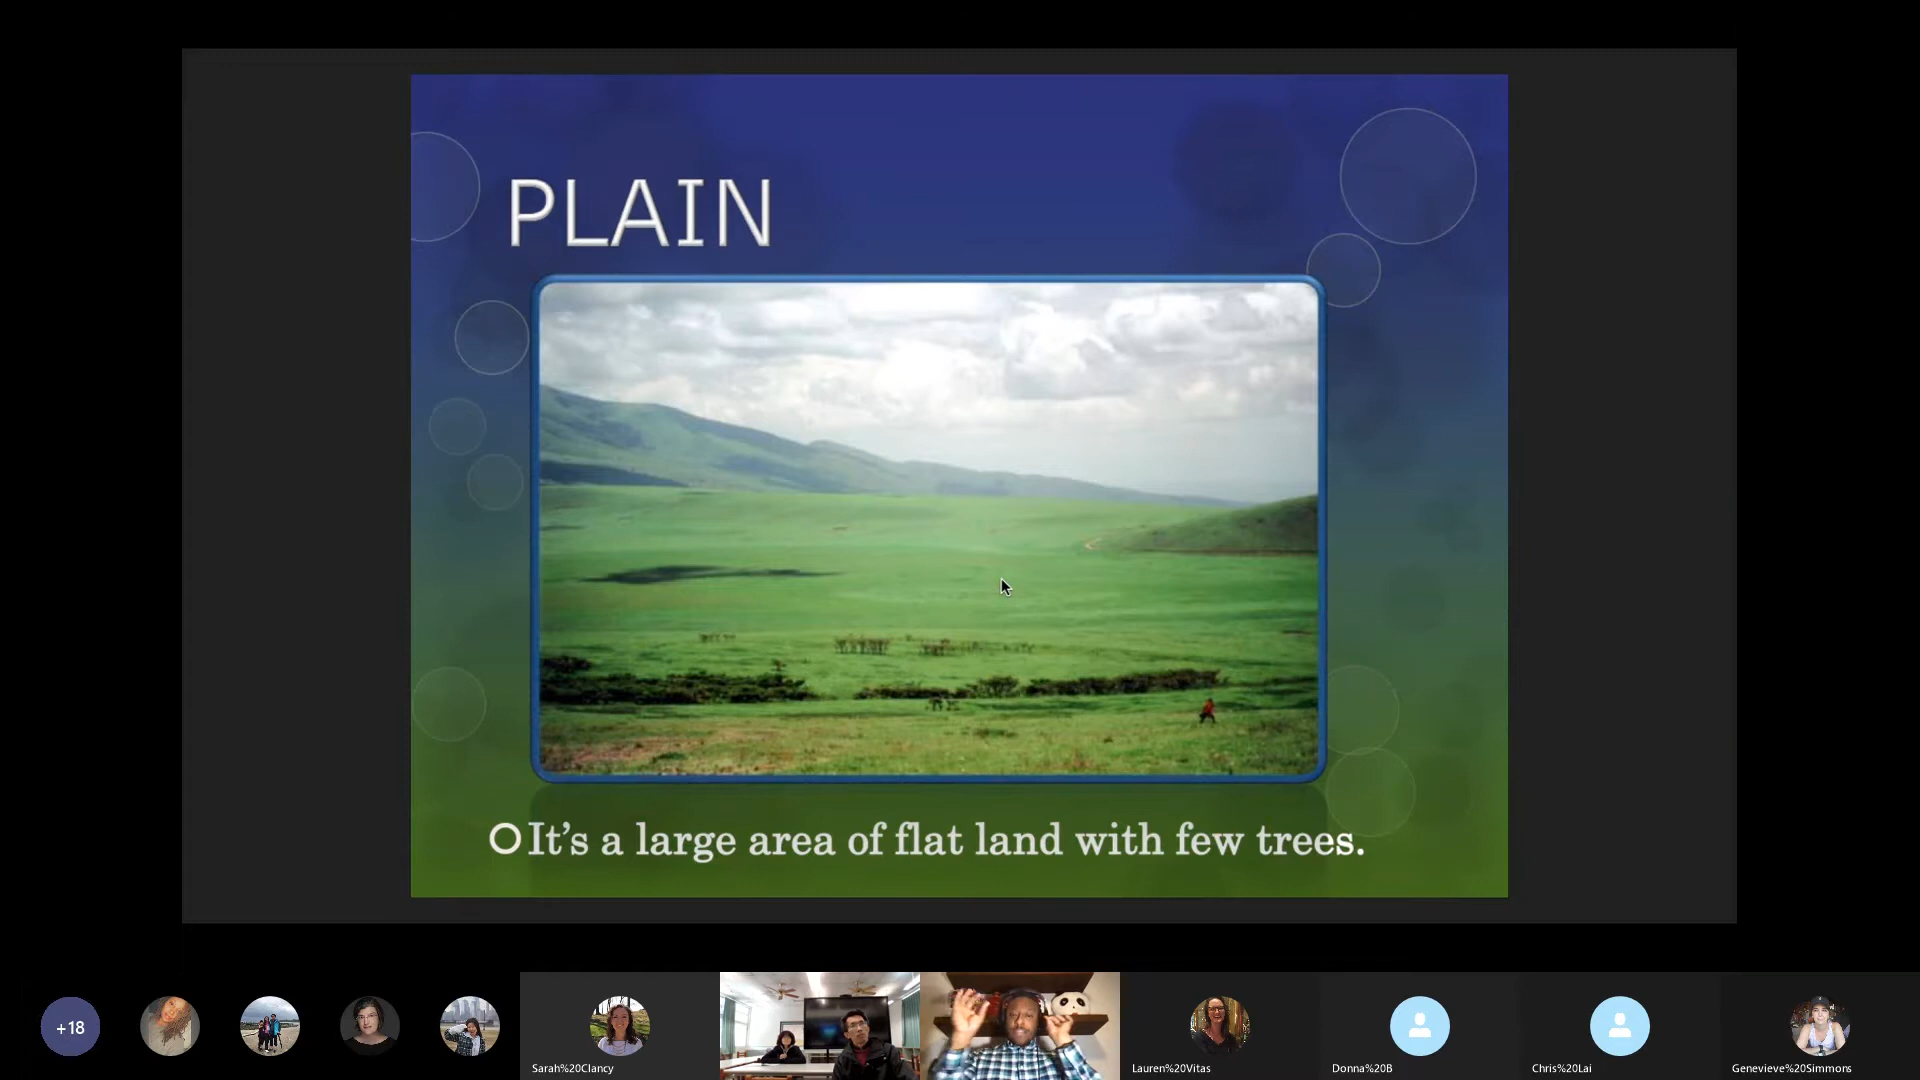 PLAIN
It's a large area of flat land with few trees.
+18
Sarah%20Clancy
Lauren%20Vitas
Donna%20B
Chris%20Lai
Genevieve%20Simmons